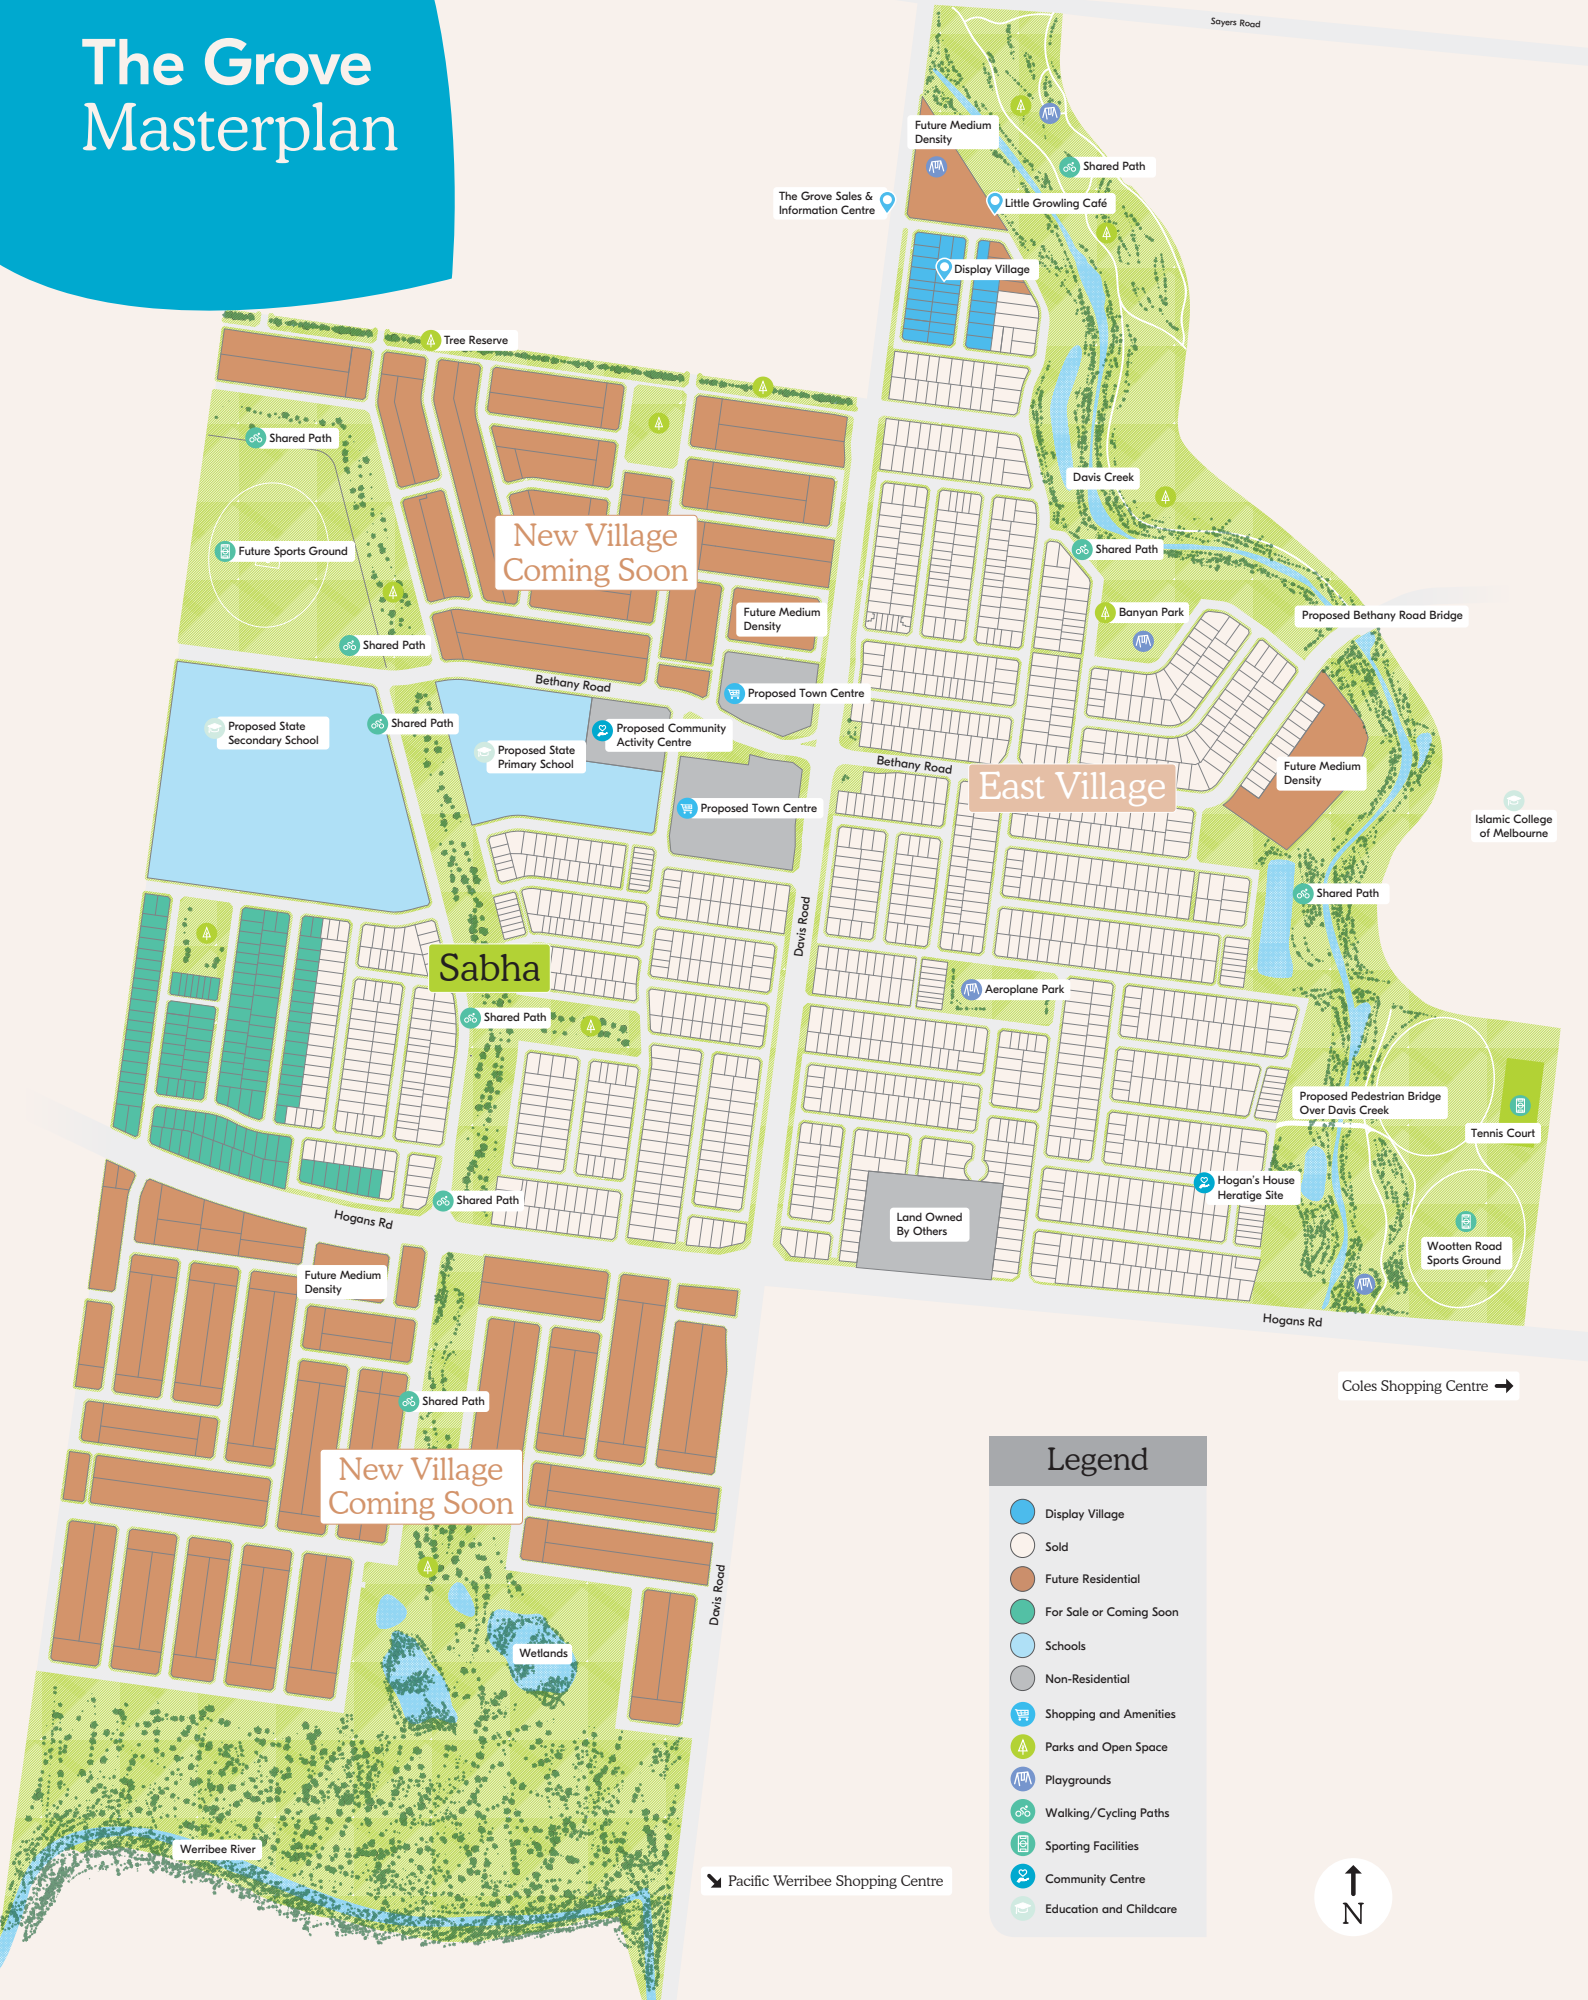 The Grove
Masterplan
Sayers Road
Future Medium
Density
Shared Path
The Grove Sales &
Information Centre
Little Growling Café
Display Village
Tree Reserve
Shared Path
Davis Creek
New Village
Coming Soon
Future Sports Ground
Shared Path
Future Medium
Density
Banyan Park
Proposed Bethany Road Bridge
Shared Path
Bethany Road
Proposed Town Centre
Shared Path
Proposed State
Secondary School
Proposed Community
Activity Centre
Proposed State
Primary School
Bethany Road
East Village
Future Medium
Density
Proposed Town Centre
Islamic College
of Melbourne
Shared Path
Davis Road
Sabha
Aeroplane Park
Shared Path
Proposed Pedestrian Bridge
Over Davis Creek
Tennis Court
Hogan's House
Heratige Site
Shared Path
Hogans Rd
Land Owned
By Others
Wootten Road
Sports Ground
Future Medium
Density
Hogans Rd
Coles Shopping Centre
Shared Path
New Village
Coming Soon
Davis Road
Wetlands
Werribee River
Pacific Werribee Shopping Centre
Legend
Display Village
Sold
Future Residential
For Sale or Coming Soon
Schools
Non-Residential
Shopping and Amenities
Parks and Open Space
Playgrounds
Walking/Cycling Paths
Sporting Facilities
Community Centre
Education and Childcare
N